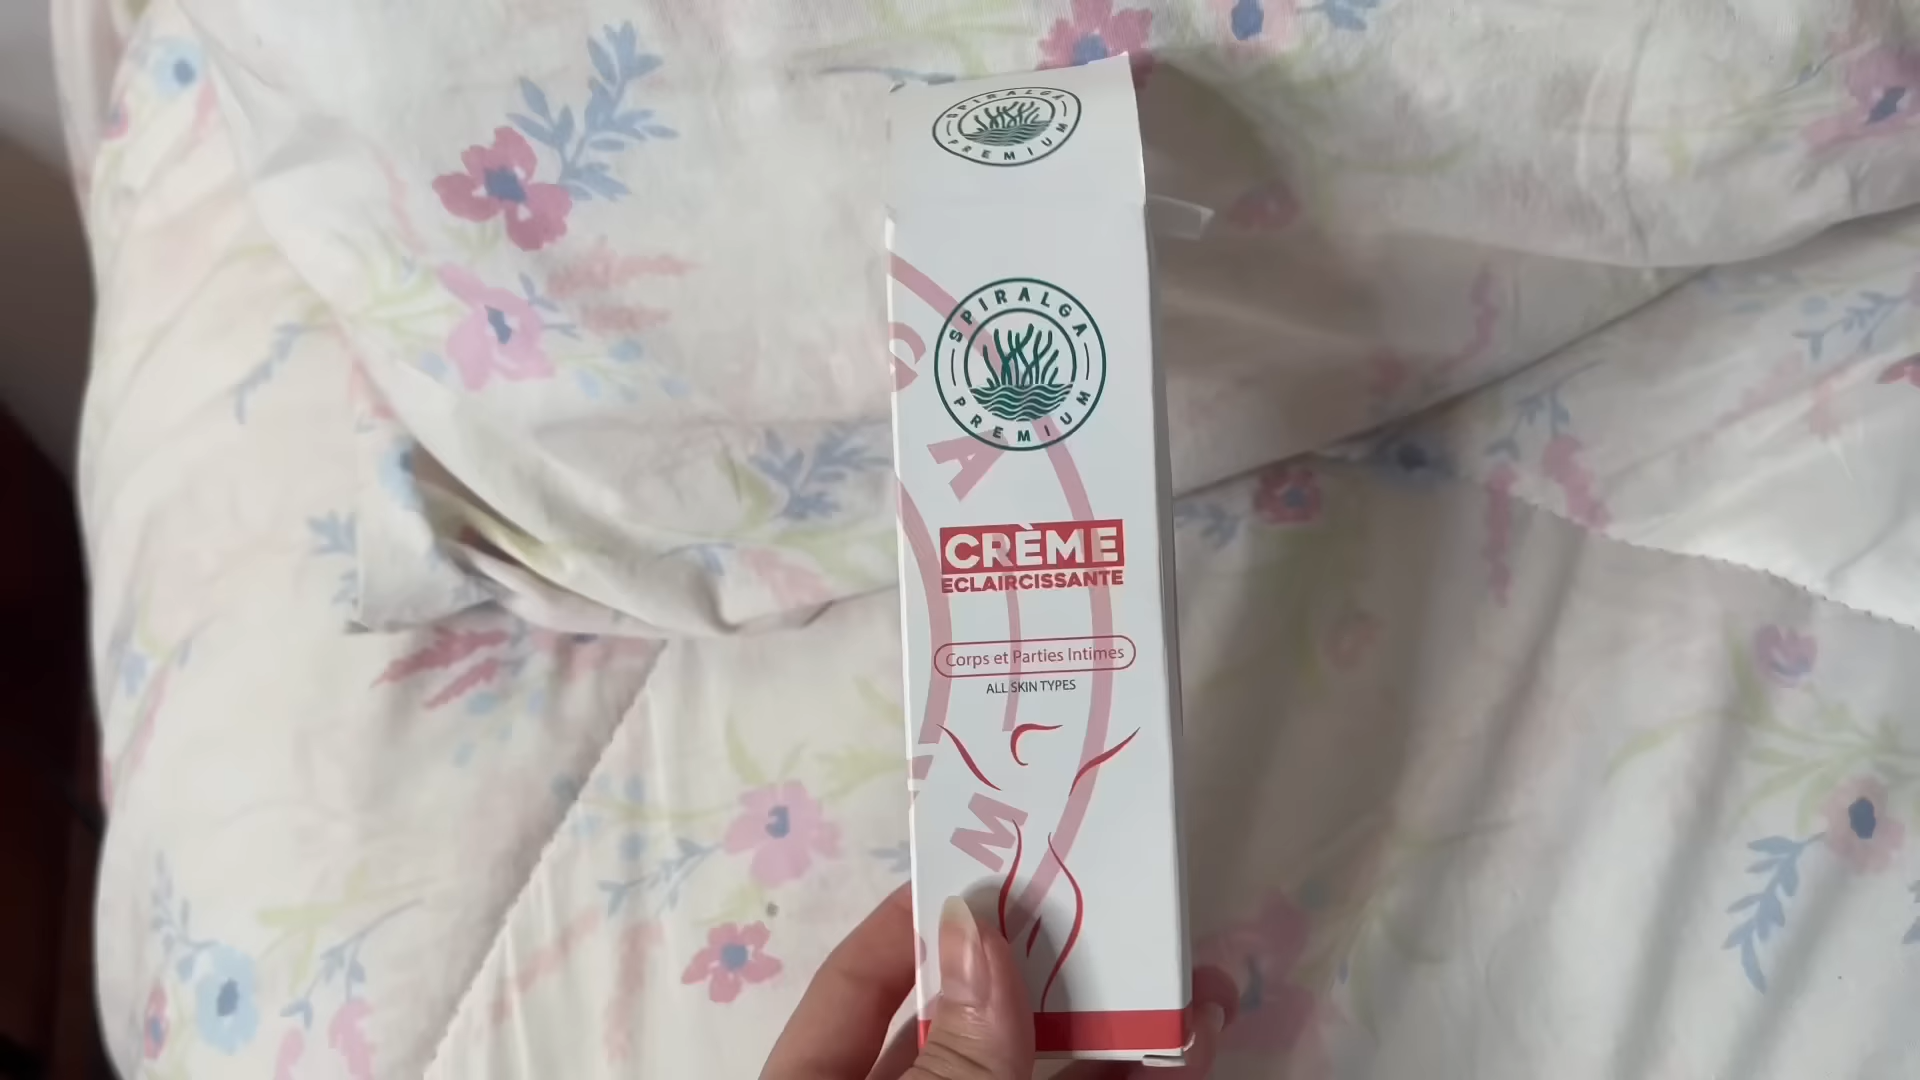 SPIRALGA
PREMIUM
SPIRALGA
PREMIUM
G
A
CRÈME
ECLAIRCISSANTE
Corps et Parties Intimes
ALL SKIN TYPES
M